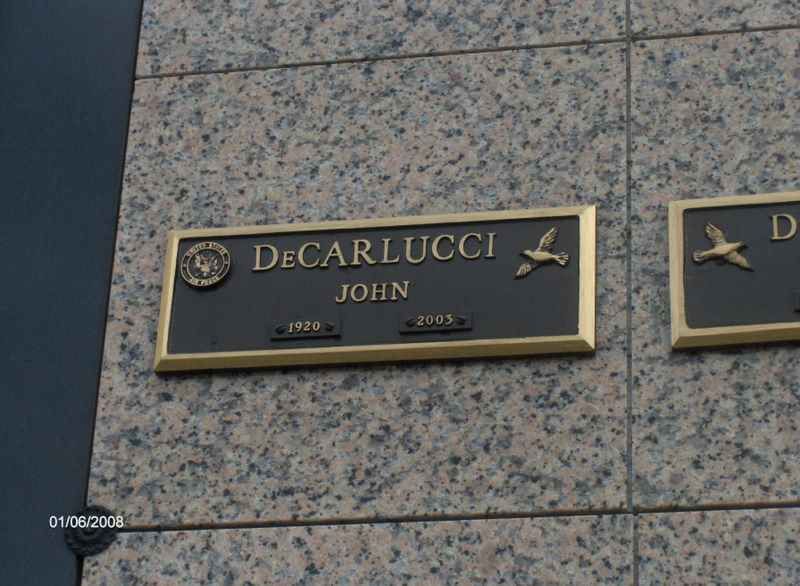 DeCARLUCCI
JOHN
1920 2003
D
01/06/2008